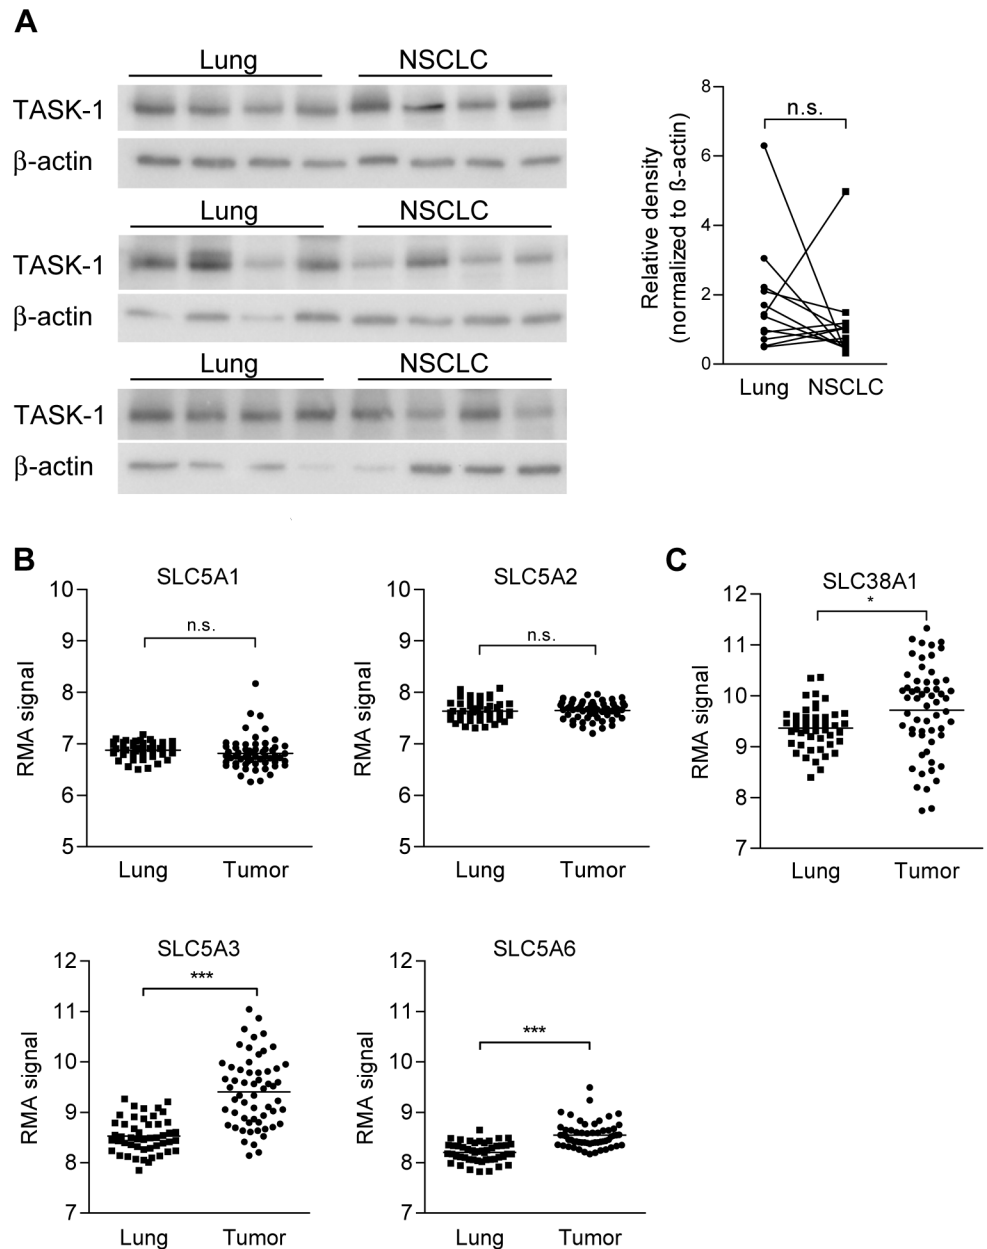 A
Lung NSCLC
TASK-1
β-actin
Lung NSCLC
TASK-1
β-actin
Lung NSCLC
TASK-1
β-actin
Relative density
(normalized to ß-actin)
8
6
4
2
0
n.s.
Lung NSCLC
B
SLC5A1
RMA signal
10
9
8
7
6
5
n.s.
Lung Tumor
SLC5A2
RMA signal
10
9
8
7
6
5
n.s.
Lung Tumor
C
SLC38A1
RMA signal
12
11
10
9
8
7
*
Lung Tumor
SLC5A3
RMA signal
12
11
10
9
8
7
***
Lung Tumor
SLC5A6
RMA signal
12
11
10
9
8
7
***
Lung Tumor